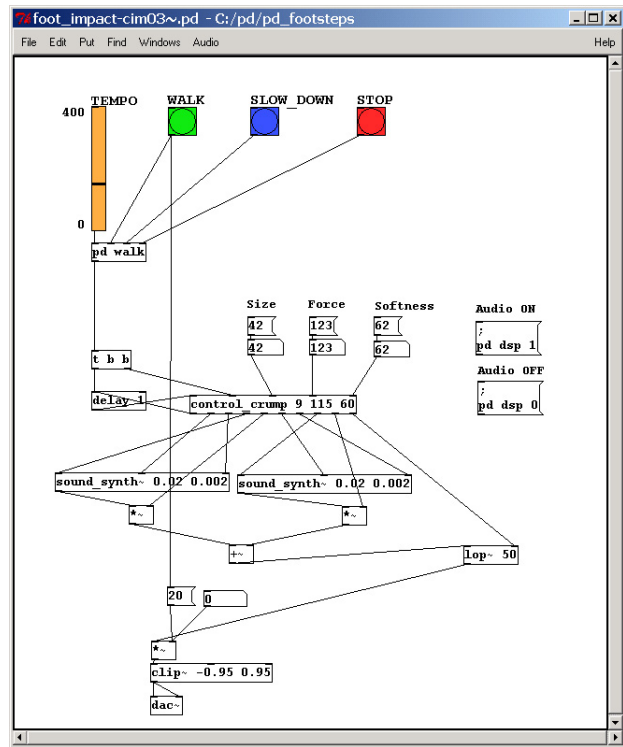 foot_impact-cim03~.pd - C:/pd/pd_footsteps
File Edit Put Find Windows Audio Help
TEMPO WALK SLOW_DOWN STOP
400
0
pd walk
Size Force Softness Audio ON
42 123 62 ;
42 123 62 pd dsp 1
t b b Audio OFF
;
delay 1 control_crump 9 115 60 pd dsp 0
sound_synth~ 0.02 0.002 sound_synth~ 0.02 0.002
*~ *~
+~ lop~ 50
20 0
*~
clip~ -0.95 0.95
dac~